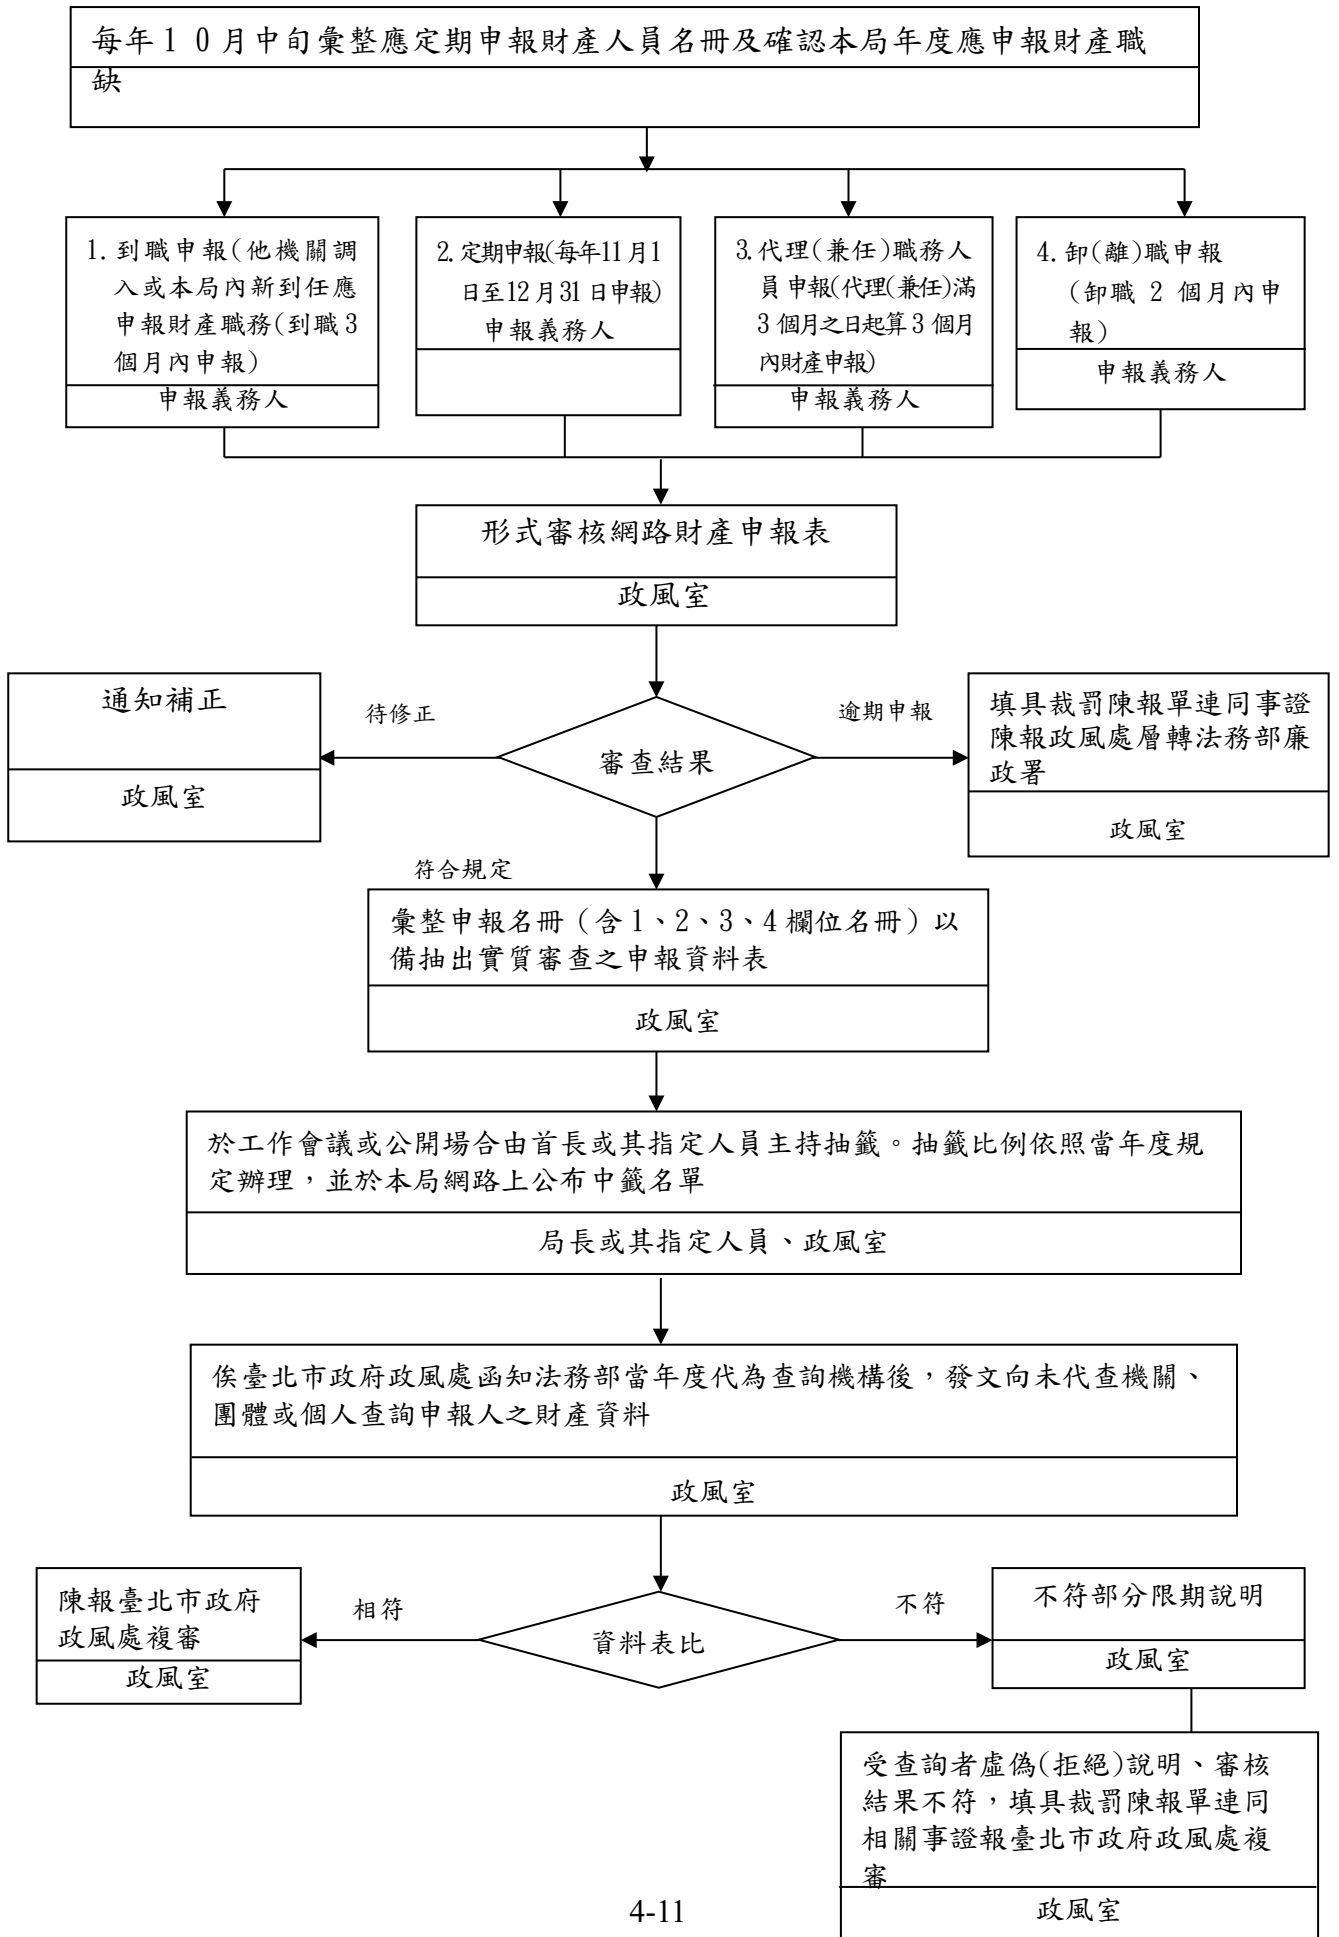 每年10月中旬彙整應定期申報財產人員名冊及確認本局年度應申報財產職
缺
1.到職申報(他機關調
入或本局內新到任應
申報財產職務(到職3
個月內申報)
申報義務人
2.定期申報(每年11月1
日至12月31日申報)
申報義務人
3.代理(兼任)職務人
員申報(代理(兼任)滿
3個月之日起算3個月
內財產申報)
申報義務人
4.卸(離)職申報
(卸職 2 個月內申
報)
申報義務人
形式審核網路財產申報表
政風室
通知補正
政風室
待修正
審查結果
逾期申報
填具裁罰陳報單連同事證
陳報政風處層轉法務部廉
政署
政風室
符合規定
彙整申報名冊（含1、2、3、4欄位名冊）以
備抽出實質審查之申報資料表
政風室
於工作會議或公開場合由首長或其指定人員主持抽籤。抽籤比例依照當年度規
定辦理，並於本局網路上公布中籤名單
局長或其指定人員、政風室
俟臺北市政府政風處函知法務部當年度代為查詢機構後，發文向未代查機關、
團體或個人查詢申報人之財產資料
政風室
陳報臺北市政府
政風處複審
政風室
相符
資料表比
不符
不符部分限期說明
政風室
受查詢者虛偽(拒絕)說明、審核
結果不符，填具裁罰陳報單連同
相關事證報臺北市政府政風處複
審
政風室
4-11